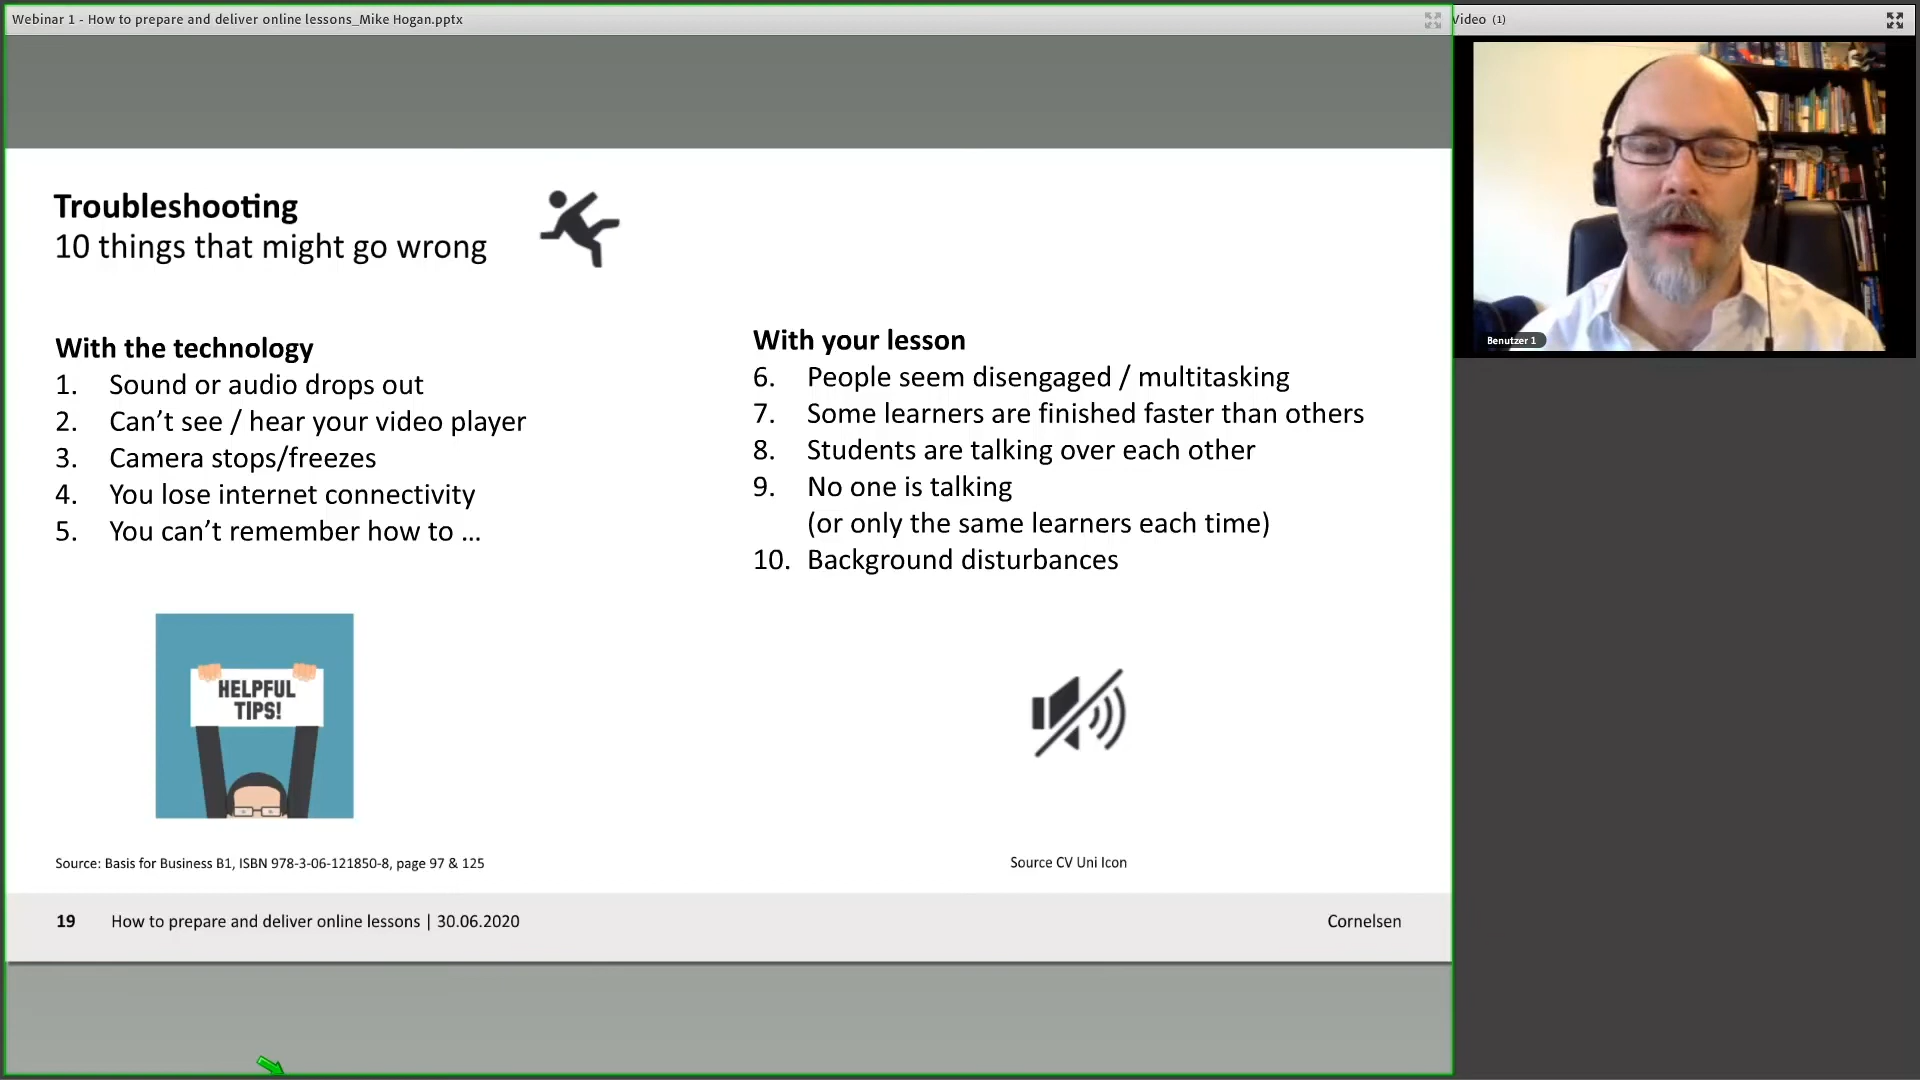 Webinar 1 - How to prepare and deliver online lessons_Mike Hogan.pptx
Video (1)
Benutzer 1
Troubleshooting
10 things that might go wrong
With the technology
1. Sound or audio drops out
2. Can’t see / hear your video player
3. Camera stops/freezes
4. You lose internet connectivity
5. You can’t remember how to ...
With your lesson
6. People seem disengaged / multitasking
7. Some learners are finished faster than others
8. Students are talking over each other
9. No one is talking
(or only the same learners each time)
10. Background disturbances
HELPFUL
TIPS!
Source: Basis for Business B1, ISBN 978-3-06-121850-8, page 97 & 125
Source CV Uni Icon
19 How to prepare and deliver online lessons | 30.06.2020
Cornelsen